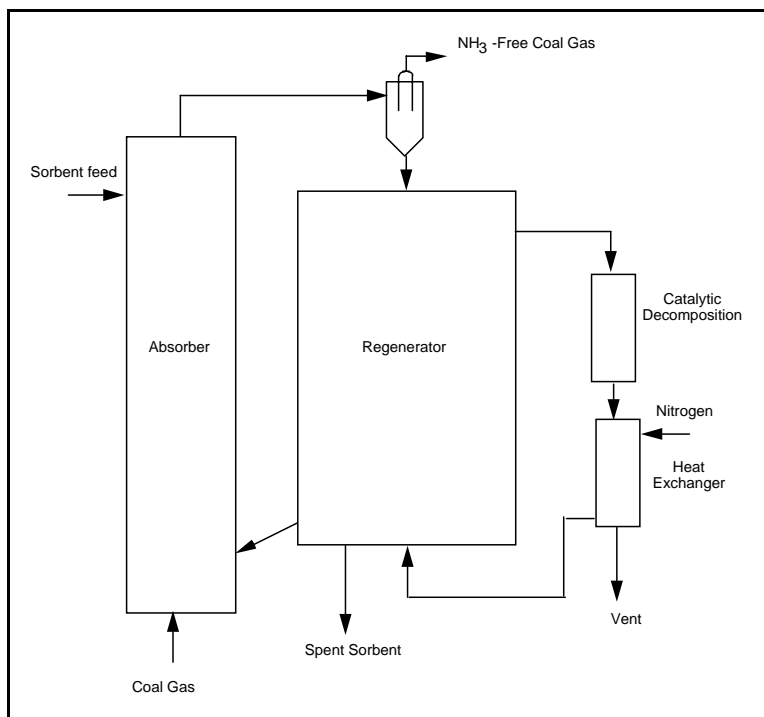 NH3 -Free Coal Gas
Sorbent feed
Absorber
Regenerator
Catalytic
Decomposition
Nitrogen
Heat
Exchanger
Vent
Spent Sorbent
Coal Gas